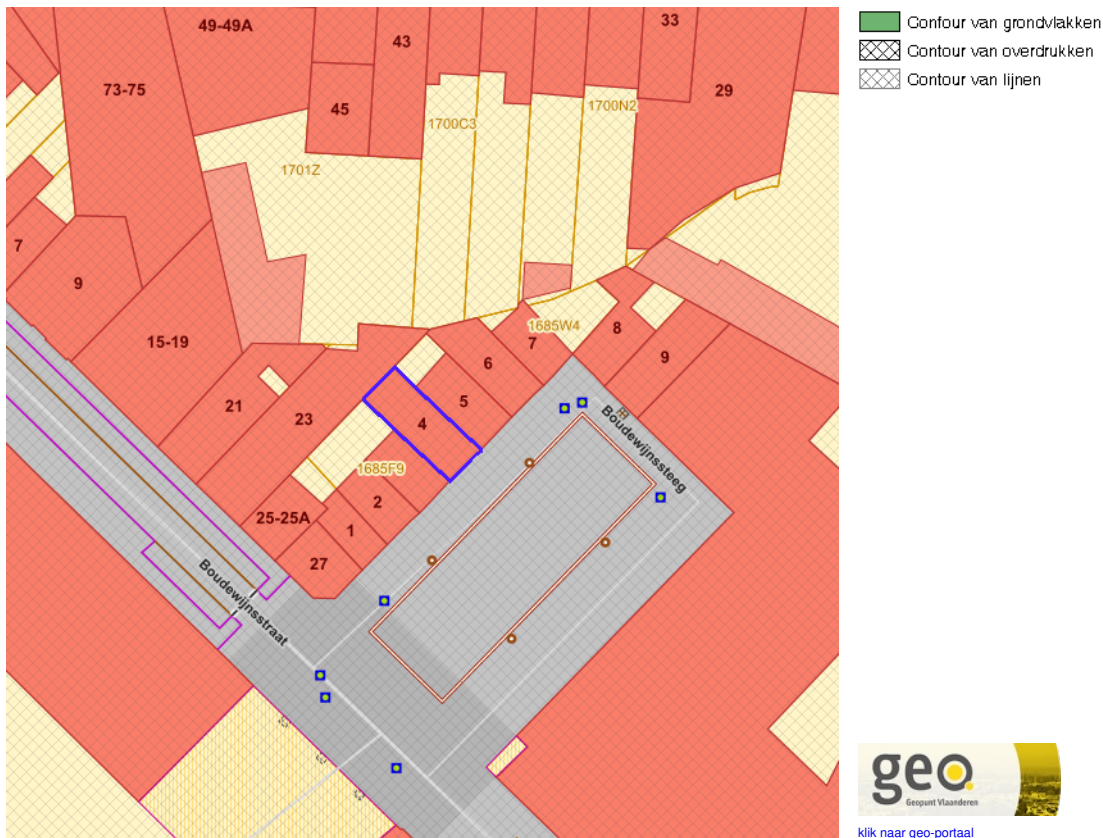 49-49A
43
33
73-75
45
29
1700C3
1700N2
1701Z
7
9
15-19
1685W4
8
7
6
9
5
21
23
4
1685F9
2
25-25A
1
27
Boudewijnssteeg
Boudewijnsstraat
Contour van grondvlakken
Contour van overdrukken
Contour van lijnen
geo
Geopunt Vlaanderen
klik naar geo-portaal